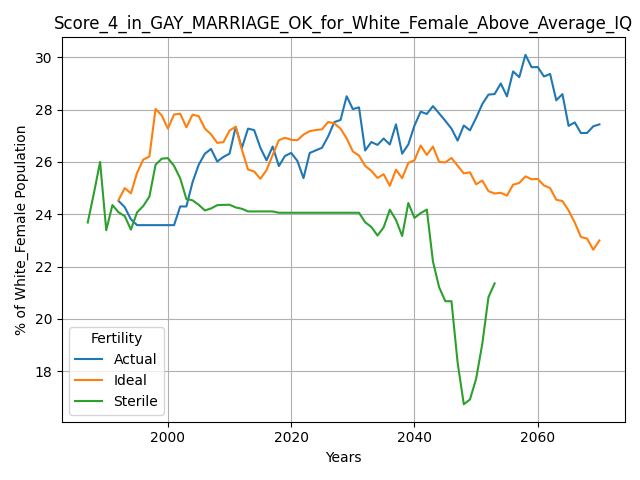 Score_4_in_GAY_MARRIAGE_OK_for_White_Female_Above_Average_IQ
% of White_Female Population
30
28
26
24
22
20
18
Fertility
Actual
Ideal
Sterile
2000
2020
2040
2060
Years